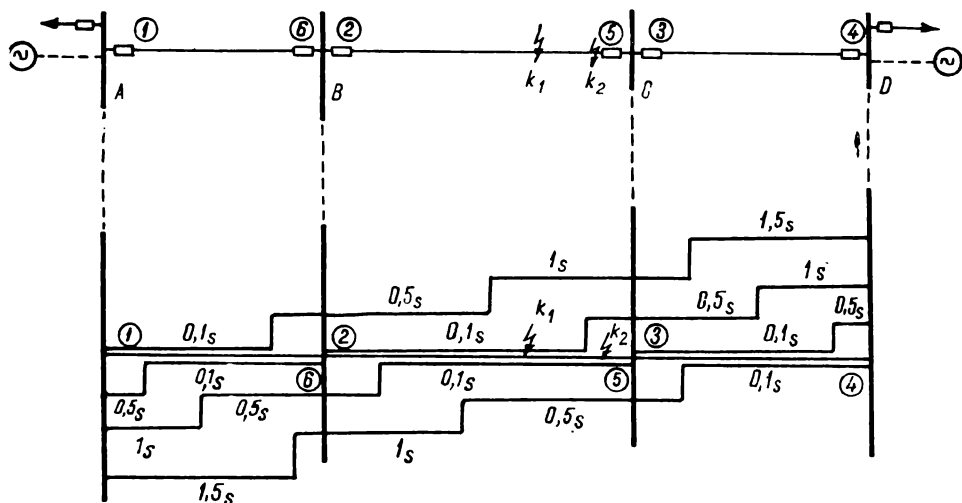 ① ⑥ ② ⑤ ③ ④
~ ~
A B k₁ k₂ C D
1,5s
1s 1s
0,5s 0,5s 0,5s
k₁
① 0,1s ② 0,1s k₂ ③ 0,1s
0,1s ⑥ 0,1s ⑤ 0,1s ④
0,5s 0,5s 0,5s
1s 1s
1,5s